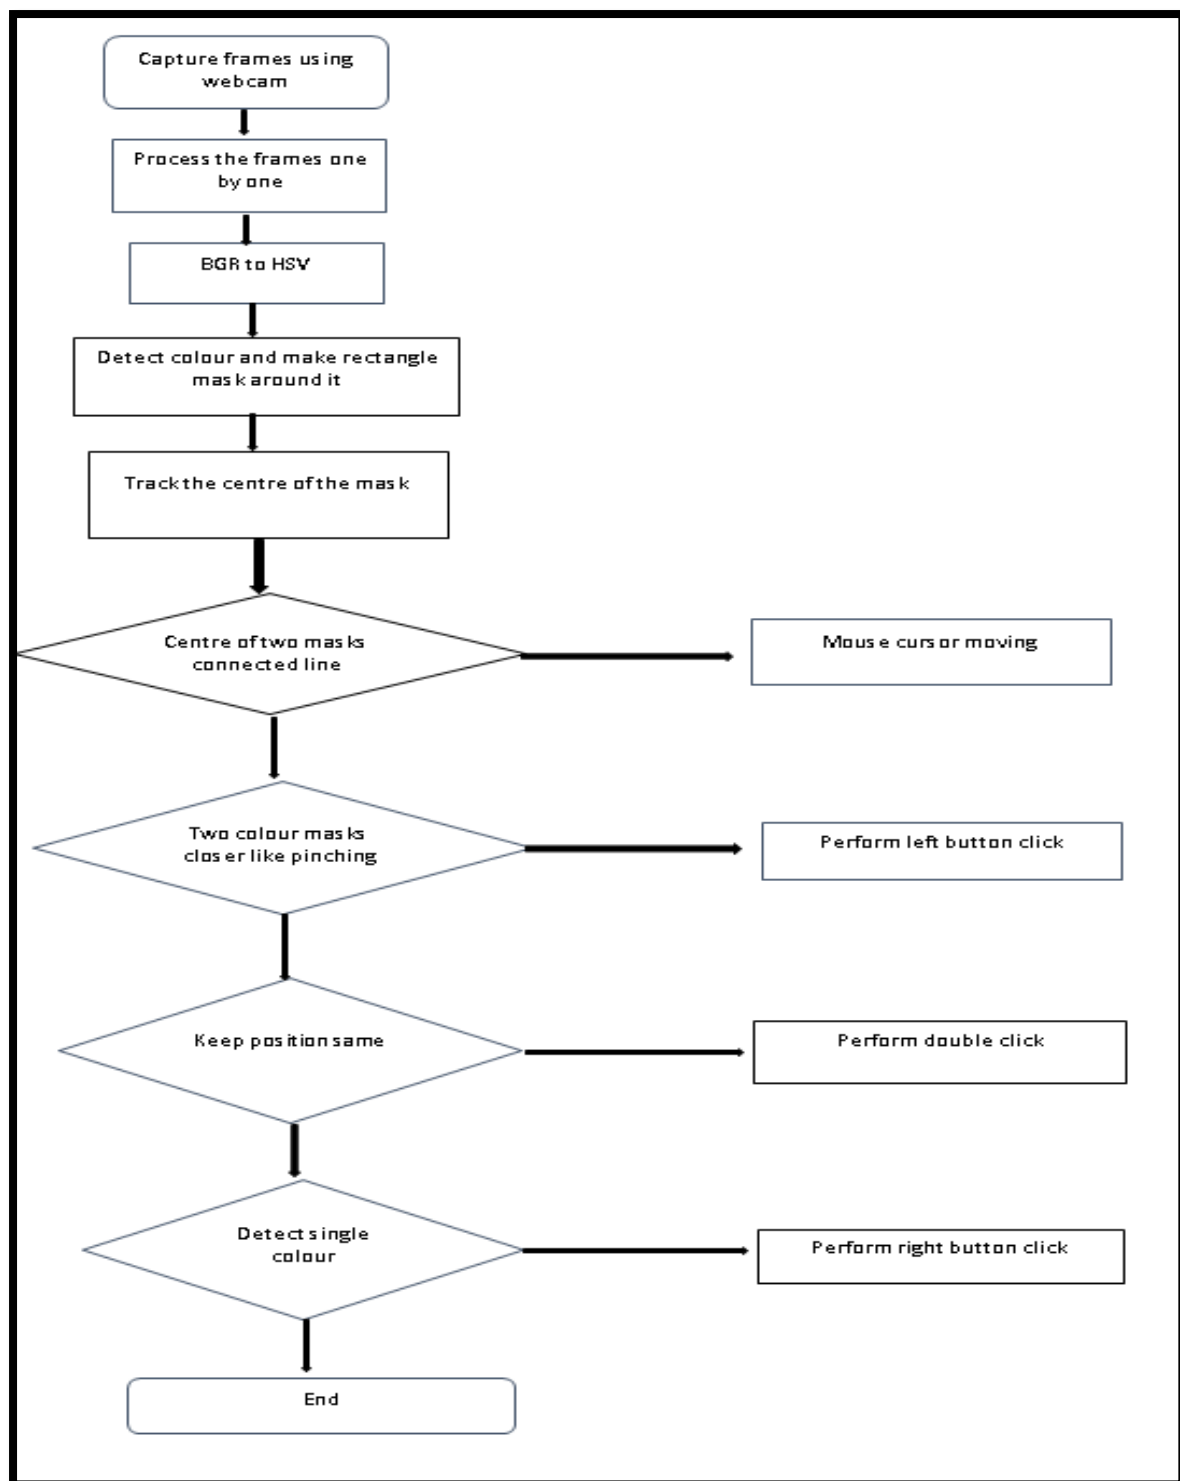 Capture frames using
webcam
Process the frames one
by one
BGR to HSV
Detect colour and make rectangle
mask around it
Track the centre of the mask
Centre of two masks
connected line
Mouse cursor moving
Two colour masks
closer like pinching
Perform left button click
Keep position same
Perform double click
Detect single
colour
Perform right button click
End